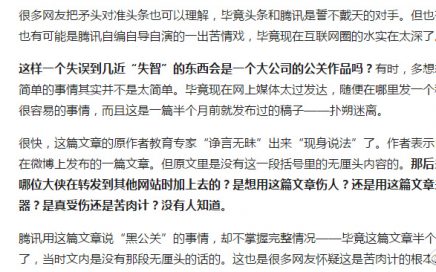 很多网友把矛头对准头条也可以理解，毕竟头条和腾讯是誓不戴天的对手。但也
也有可能是腾讯自编自导自演的一出苦情戏，毕竟现在互联网圈的水实在太深了。
这样一个失误到几近“失智”的东西会是一个大公司的公关作品吗？有时，多想
简单的事情其实并不是太简单。毕竟现在网上媒体太过发达，随便在哪里发一个
很容易的事情，而且这是一篇半个月前就发布过的稿子——扑朔迷离。
很快，这篇文章的原作者教育专家“诤言无昧”出来“现身说法”了。作者表示
在微博上发布的一篇文章。但原文里是没有这一段括号里的无厘头内容的。那后
哪位大侠在转发到其他网站时加上去的？是想用这篇文章伤人？还是用这篇文章
器？是真受伤还是苦肉计？没有人知道。
腾讯用这篇文章说“黑公关”的事情，却不掌握完整情况——毕竟这篇文章半个
了，当时文内是没有那段无厘头的话的。这也是很多网友怀疑这是苦肉计的根本